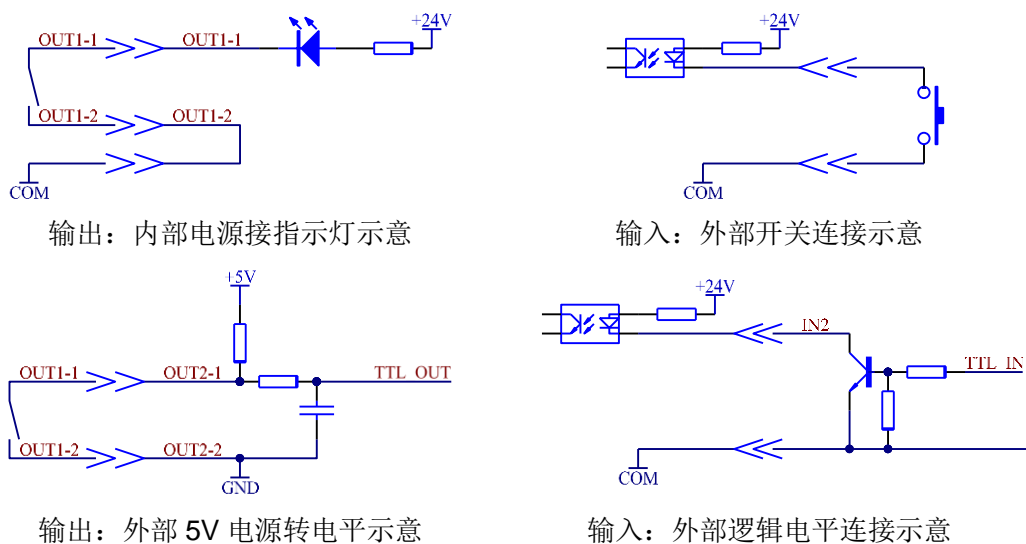 +24V
OUT1-1 OUT1-1
OUT1-2 OUT1-2
COM
输出：内部电源接指示灯示意
+24V
COM
输入：外部开关连接示意
+5V
OUT1-1 OUT2-1 TTL OUT
OUT1-2 OUT2-2
GND
输出：外部 5V 电源转电平示意
+24V
IN2
TTL IN
COM
输入：外部逻辑电平连接示意